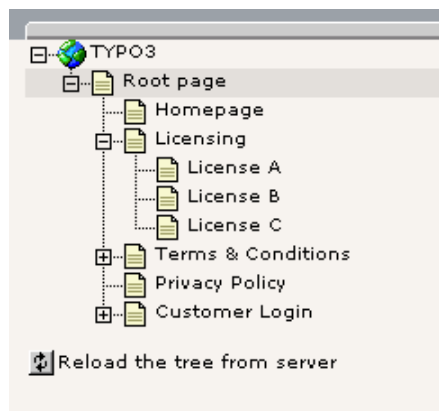 TYPO3
Root page
Homepage
Licensing
License A
License B
License C
Terms & Conditions
Privacy Policy
Customer Login
Reload the tree from server